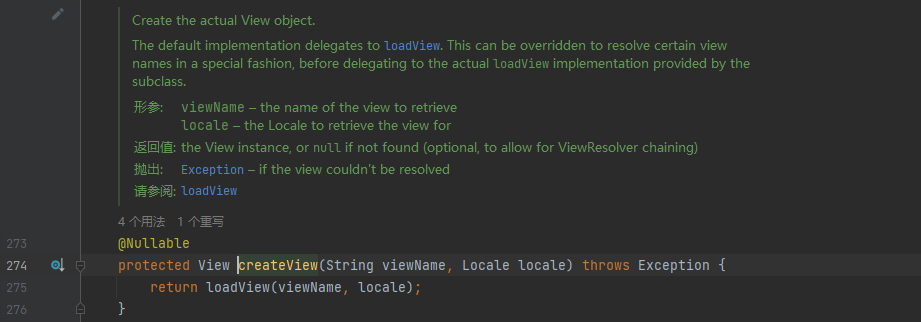 Create the actual View object.
The default implementation delegates to loadView. This can be overridden to resolve certain view
names in a special fashion, before delegating to the actual loadView implementation provided by the
subclass.
形参: viewName – the name of the view to retrieve
locale – the Locale to retrieve the view for
返回值: the View instance, or null if not found (optional, to allow for ViewResolver chaining)
抛出: Exception – if the view couldn't be resolved
请参阅: loadView
4 个用法 1 个重写
273 @Nullable
274 protected View createView(String viewName, Locale locale) throws Exception {
275 return loadView(viewName, locale);
276 }